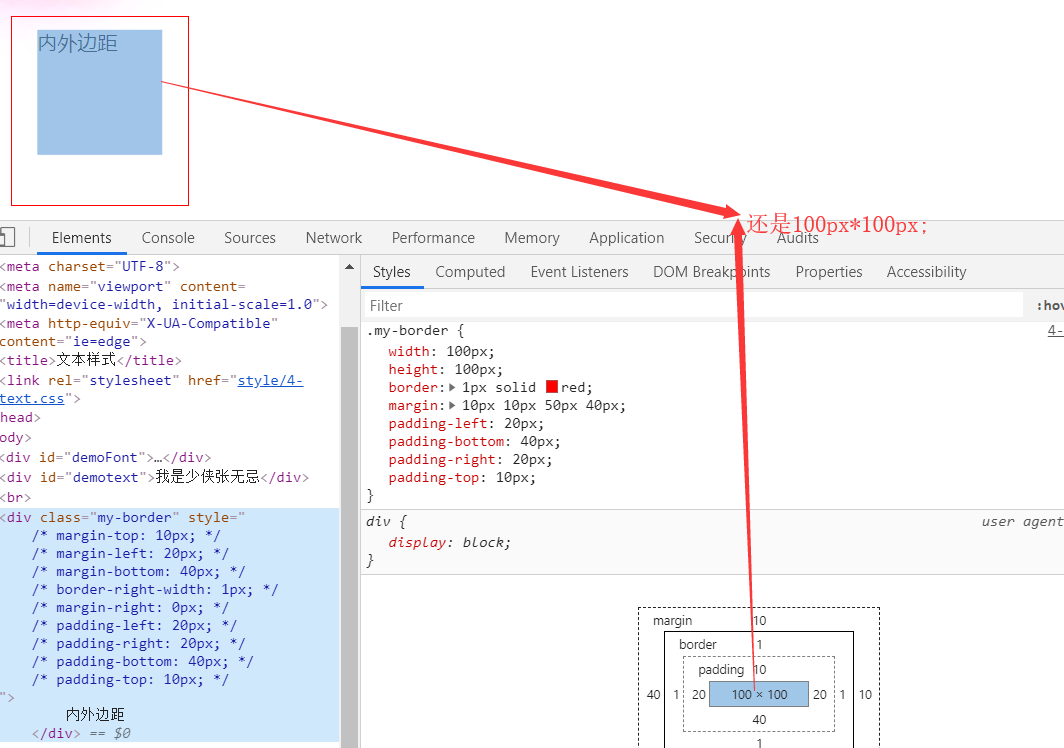 内外边距
还是100px*100px;
Elements Console Sources Network Performance Memory Application Security Audits
<meta charset="UTF-8">
<meta name="viewport" content=
"width=device-width, initial-scale=1.0">
<meta http-equiv="X-UA-Compatible"
content="ie=edge">
<title>文本样式</title>
<link rel="stylesheet" href="style/4-
text.css">
head>
ody>
<div id="demoFont">…</div>
<div id="demotext">我是少侠张无忌</div>
<br>
<div class="my-border" style="
/* margin-top: 10px; */
/* margin-left: 20px; */
/* margin-bottom: 40px; */
/* border-right-width: 1px; */
/* margin-right: 0px; */
/* padding-left: 20px; */
/* padding-right: 20px; */
/* padding-bottom: 40px; */
/* padding-top: 10px; */
">
内外边距
</div> == $0
Styles Computed Event Listeners DOM Breakpoints Properties Accessibility
Filter :hov
.my-border { 4-
width: 100px;
height: 100px;
border: 1px solid red;
margin: 10px 10px 50px 40px;
padding-left: 20px;
padding-bottom: 40px;
padding-right: 20px;
padding-top: 10px;
}
div { user agent
display: block;
}
margin 10
border 1
padding 10
40 1 20 100 × 100 20 1 10
40
1